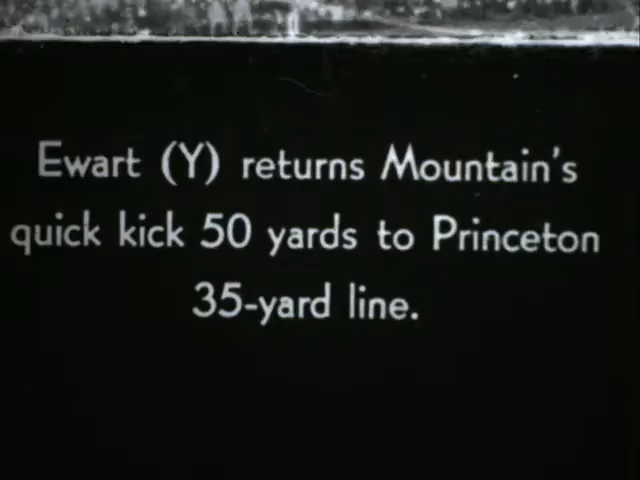 Ewart (Y) returns Mountain's
quick kick 50 yards to Princeton
35-yard line.